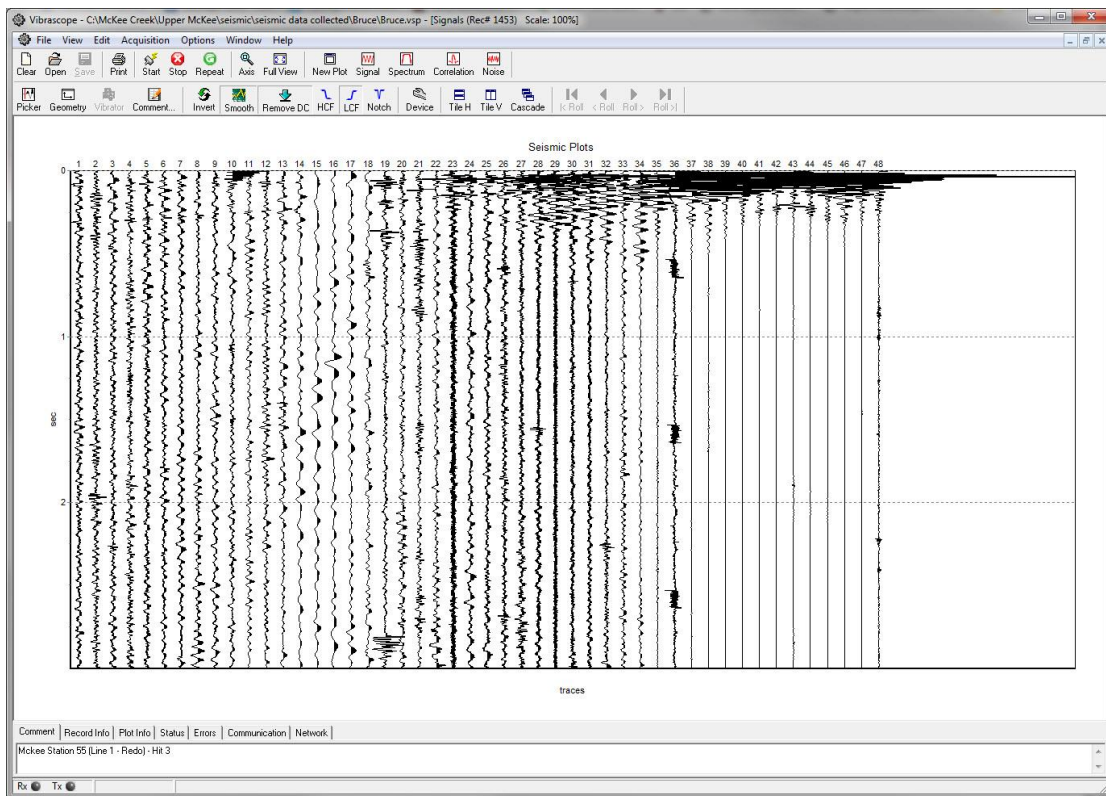 Vibrascope - C:\McKee Creek\Upper McKee\seismic\seismic data collected\Bruce\Bruce.vsp - [Signals (Rec# 1453)  Scale: 100%]
File View Edit Acquisition Options Window Help
Clear Open Save Print Start Stop Repeat Axis Full View New Plot Signal Spectrum Correlation Noise
Picker Geometry Vibrator Comment... Invert Smooth Remove DC HCF LCF Notch Device Tile H Tile V Cascade |< Roll < Roll Roll > Roll >|
Seismic Plots
1 2 3 4 5 6 7 8 9 10 11 12 13 14 15 16 17 18 19 20 21 22 23 24 25 26 27 28 29 30 31 32 33 34 35 36 37 38 39 40 41 42 43 44 45 46 47 48
0
1
sec
2
traces
Comment Record Info Plot Info Status Errors Communication Network
Mckee Station 55 (Line 1 - Redo) - Hit 3
Rx Tx